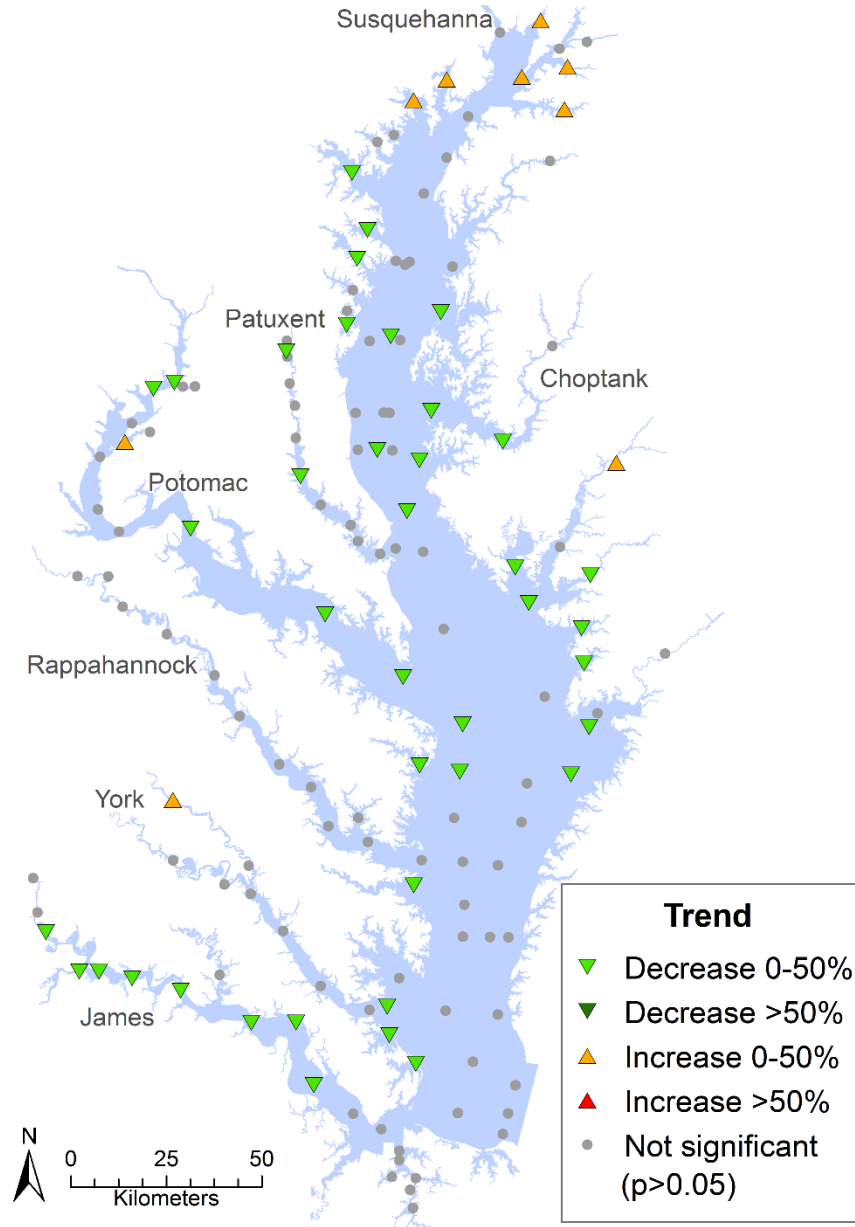 Susquehanna
Patuxent
Choptank
Potomac
Rappahannock
York
James
Trend
Decrease 0-50%
Decrease >50%
Increase 0-50%
Increase >50%
Not significant
(p>0.05)
N
0 25 50
Kilometers